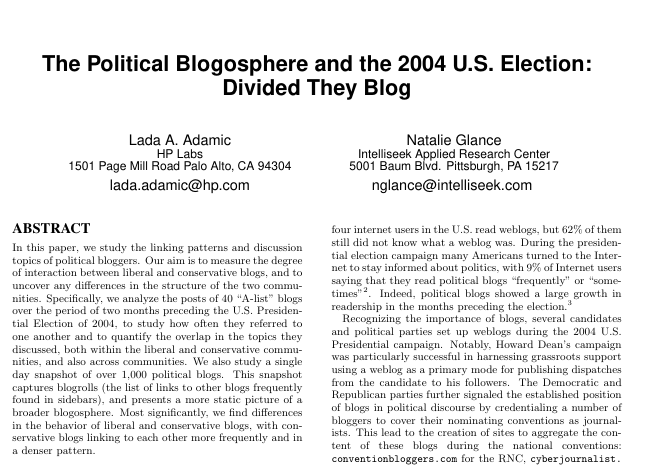 The Political Blogosphere and the 2004 U.S. Election:
Divided They Blog
Lada A. Adamic
HP Labs
1501 Page Mill Road Palo Alto, CA 94304
lada.adamic@hp.com
Natalie Glance
Intelliseek Applied Research Center
5001 Baum Blvd. Pittsburgh, PA 15217
nglance@intelliseek.com
ABSTRACT
In this paper, we study the linking patterns and discussion
topics of political bloggers. Our aim is to measure the degree
of interaction between liberal and conservative blogs, and to
uncover any differences in the structure of the two commu-
nities. Specifically, we analyze the posts of 40 “A-list” blogs
over the period of two months preceding the U.S. Presiden-
tial Election of 2004, to study how often they referred to
one another and to quantify the overlap in the topics they
discussed, both within the liberal and conservative commu-
nities, and also across communities. We also study a single
day snapshot of over 1,000 political blogs. This snapshot
captures blogrolls (the list of links to other blogs frequently
found in sidebars), and presents a more static picture of a
broader blogosphere. Most significantly, we find differences
in the behavior of liberal and conservative blogs, with con-
servative blogs linking to each other more frequently and in
a denser pattern.
four internet users in the U.S. read weblogs, but 62% of them
still did not know what a weblog was. During the presiden-
tial election campaign many Americans turned to the Inter-
net to stay informed about politics, with 9% of Internet users
saying that they read political blogs “frequently” or “some-
times”2. Indeed, political blogs showed a large growth in
readership in the months preceding the election.3
Recognizing the importance of blogs, several candidates
and political parties set up weblogs during the 2004 U.S.
Presidential campaign. Notably, Howard Dean's campaign
was particularly successful in harnessing grassroots support
using a weblog as a primary mode for publishing dispatches
from the candidate to his followers. The Democratic and
Republican parties further signaled the established position
of blogs in political discourse by credentialing a number of
bloggers to cover their nominating conventions as journal-
ists. This lead to the creation of sites to aggregate the con-
tent of these blogs during the national conventions:
conventionbloggers.com for the RNC, cyberjournalist.